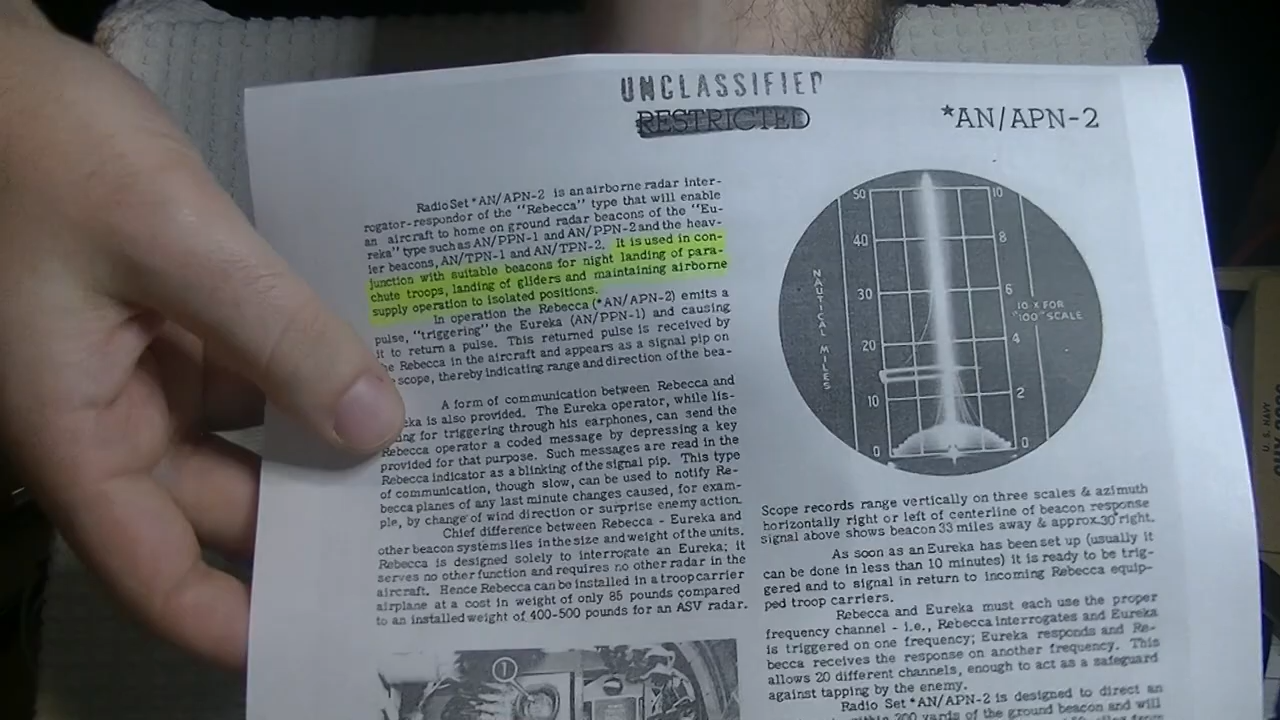 UNCLASSIFIED
RESTRICTED
*AN/APN-2
Radio Set *AN/APN-2 is an airborne radar inter-
rogator-respondor of the "Rebecca" type that will enable
an aircraft to home on ground radar beacons of the "Eu-
reka" type such as AN/PPN-1 and AN/PPN-2 and the heav-
ier beacons, AN/TPN-1 and AN/TPN-2. It is used in con-
junction with suitable beacons for night landing of para-
chute troops, landing of gliders and maintaining airborne
supply operation to isolated positions.
In operation the Rebecca (*AN/APN-2) emits a
pulse, "triggering" the Eureka (AN/PPN-1) and causing
it to return a pulse. This returned pulse is received by
he Rebecca in the aircraft and appears as a signal pip on
scope, thereby indicating range and direction of the bea-
A form of communication between Rebecca and
eka is also provided. The Eureka operator, while lis-
ng for triggering through his earphones, can send the
Rebecca operator a coded message by depressing a key
provided for that purpose. Such messages are read in the
Rebecca indicator as a blinking of the signal pip. This type
of communication, though slow, can be used to notify Re-
becca planes of any last minute changes caused, for exam-
ple, by change of wind direction or surprise enemy action.
Chief difference between Rebecca - Eureka and
other beacon systems lies in the size and weight of the units.
Rebecca is designed solely to interrogate an Eureka; it
serves no other function and requires no other radar in the
aircraft. Hence Rebecca can be installed in a troop carrier
airplane at a cost in weight of only 85 pounds compared
to an installed weight of 400-500 pounds for an ASV radar.
1
50
40
30
20
10
0
NAUTICAL MILES
10
8
6
4
2
0
10 X FOR
"100" SCALE
Scope records range vertically on three scales & azimuth
horizontally right or left of centerline of beacon response
signal above shows beacon 33 miles away & approx. 30° right.
As soon as an Eureka has been set up (usually it
can be done in less than 10 minutes) it is ready to be trig-
gered and to signal in return to incoming Rebecca equip-
ped troop carriers.
Rebecca and Eureka must each use the proper
frequency channel - i.e., Rebecca interrogates and Eureka
is triggered on one frequency; Eureka responds and Re-
becca receives the response on another frequency. This
allows 20 different channels, enough to act as a safeguard
against tapping by the enemy.
Radio Set *AN/APN-2 is designed to direct an
within 200 yards of the ground beacon and will
U.S. NAVY